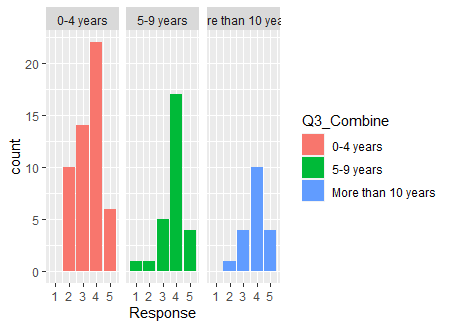 0-4 years 5-9 years re than 10 yea
20
15
10
5
0
count
1 2 3 4 5 1 2 3 4 5 1 2 3 4 5
Response
Q3_Combine
0-4 years
5-9 years
More than 10 years